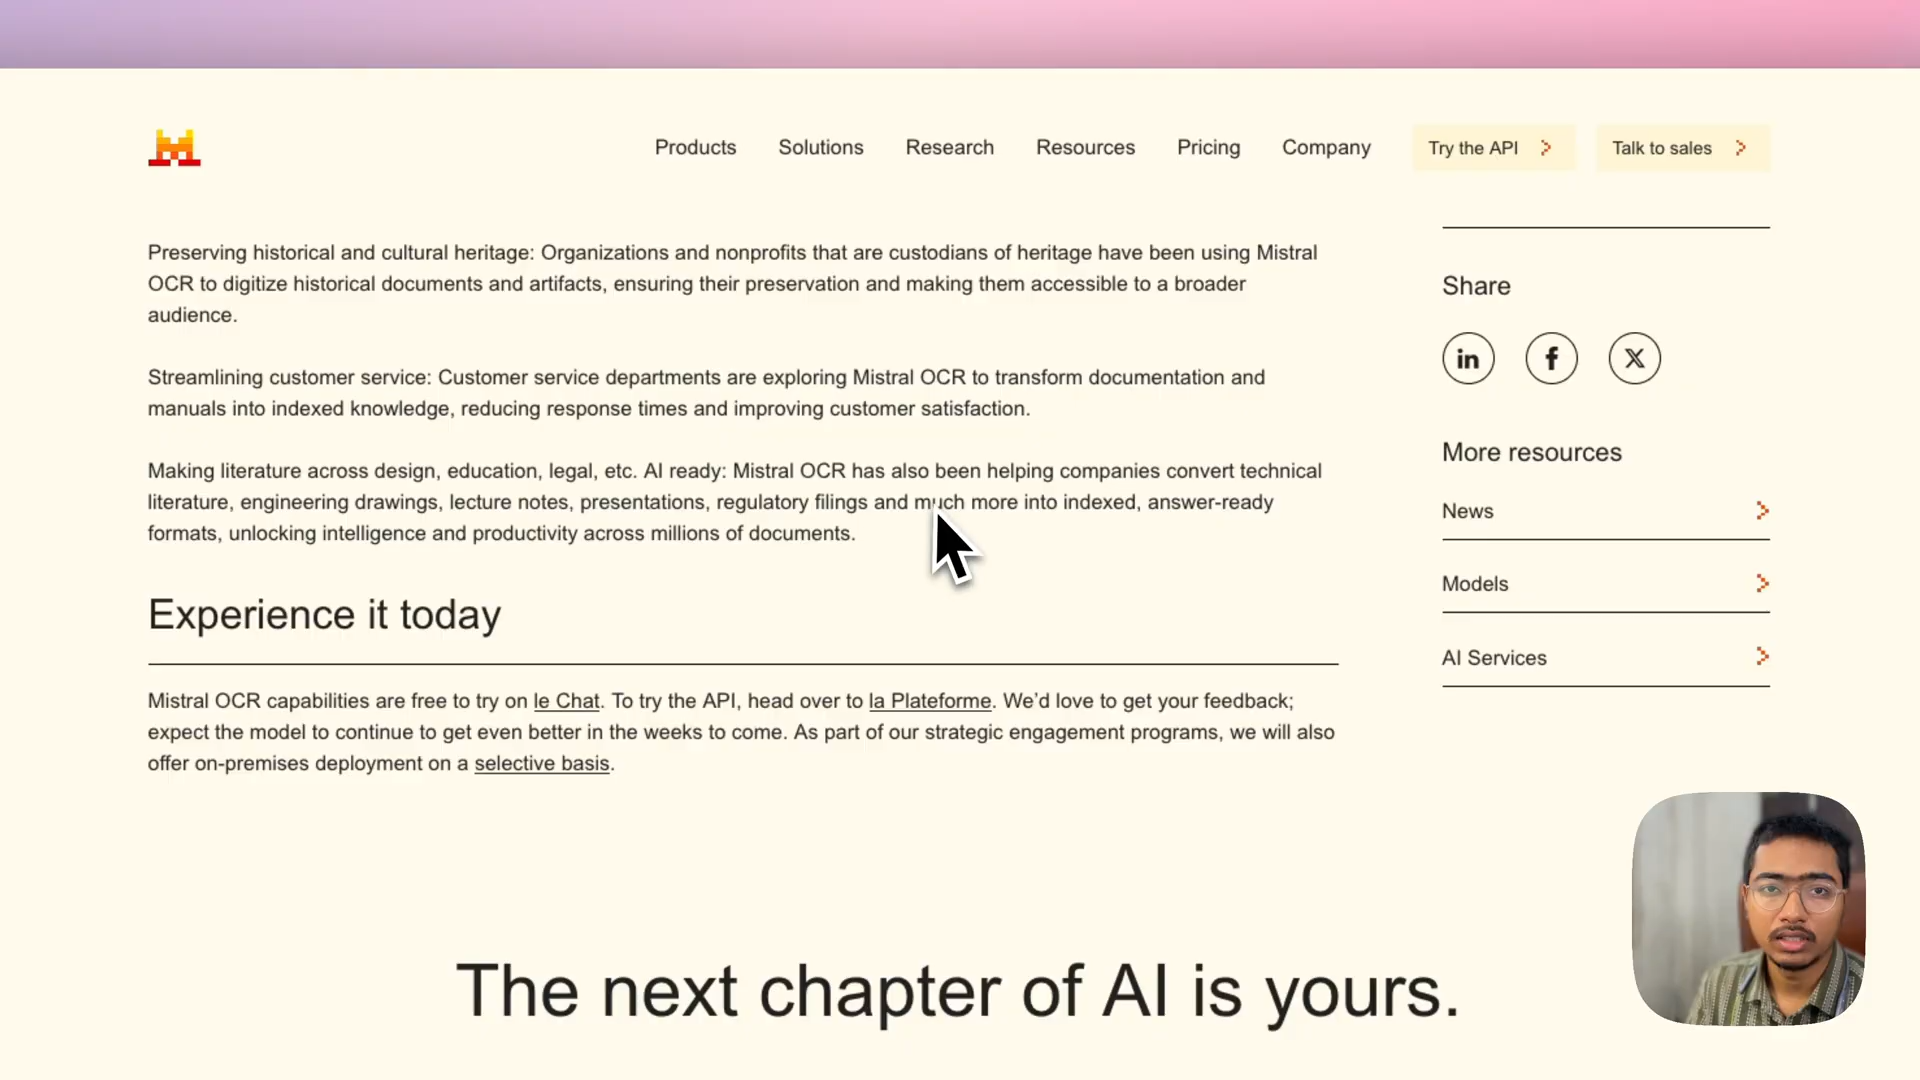 Products Solutions Research Resources Pricing Company Try the API Talk to sales
Preserving historical and cultural heritage: Organizations and nonprofits that are custodians of heritage have been using Mistral
OCR to digitize historical documents and artifacts, ensuring their preservation and making them accessible to a broader
audience.
Streamlining customer service: Customer service departments are exploring Mistral OCR to transform documentation and
manuals into indexed knowledge, reducing response times and improving customer satisfaction.
Making literature across design, education, legal, etc. AI ready: Mistral OCR has also been helping companies convert technical
literature, engineering drawings, lecture notes, presentations, regulatory filings and much more into indexed, answer-ready
formats, unlocking intelligence and productivity across millions of documents.
Experience it today
Mistral OCR capabilities are free to try on le Chat. To try the API, head over to la Plateforme. We’d love to get your feedback;
expect the model to continue to get even better in the weeks to come. As part of our strategic engagement programs, we will also
offer on-premises deployment on a selective basis.
Share
in f X
More resources
News
Models
AI Services
The next chapter of AI is yours.